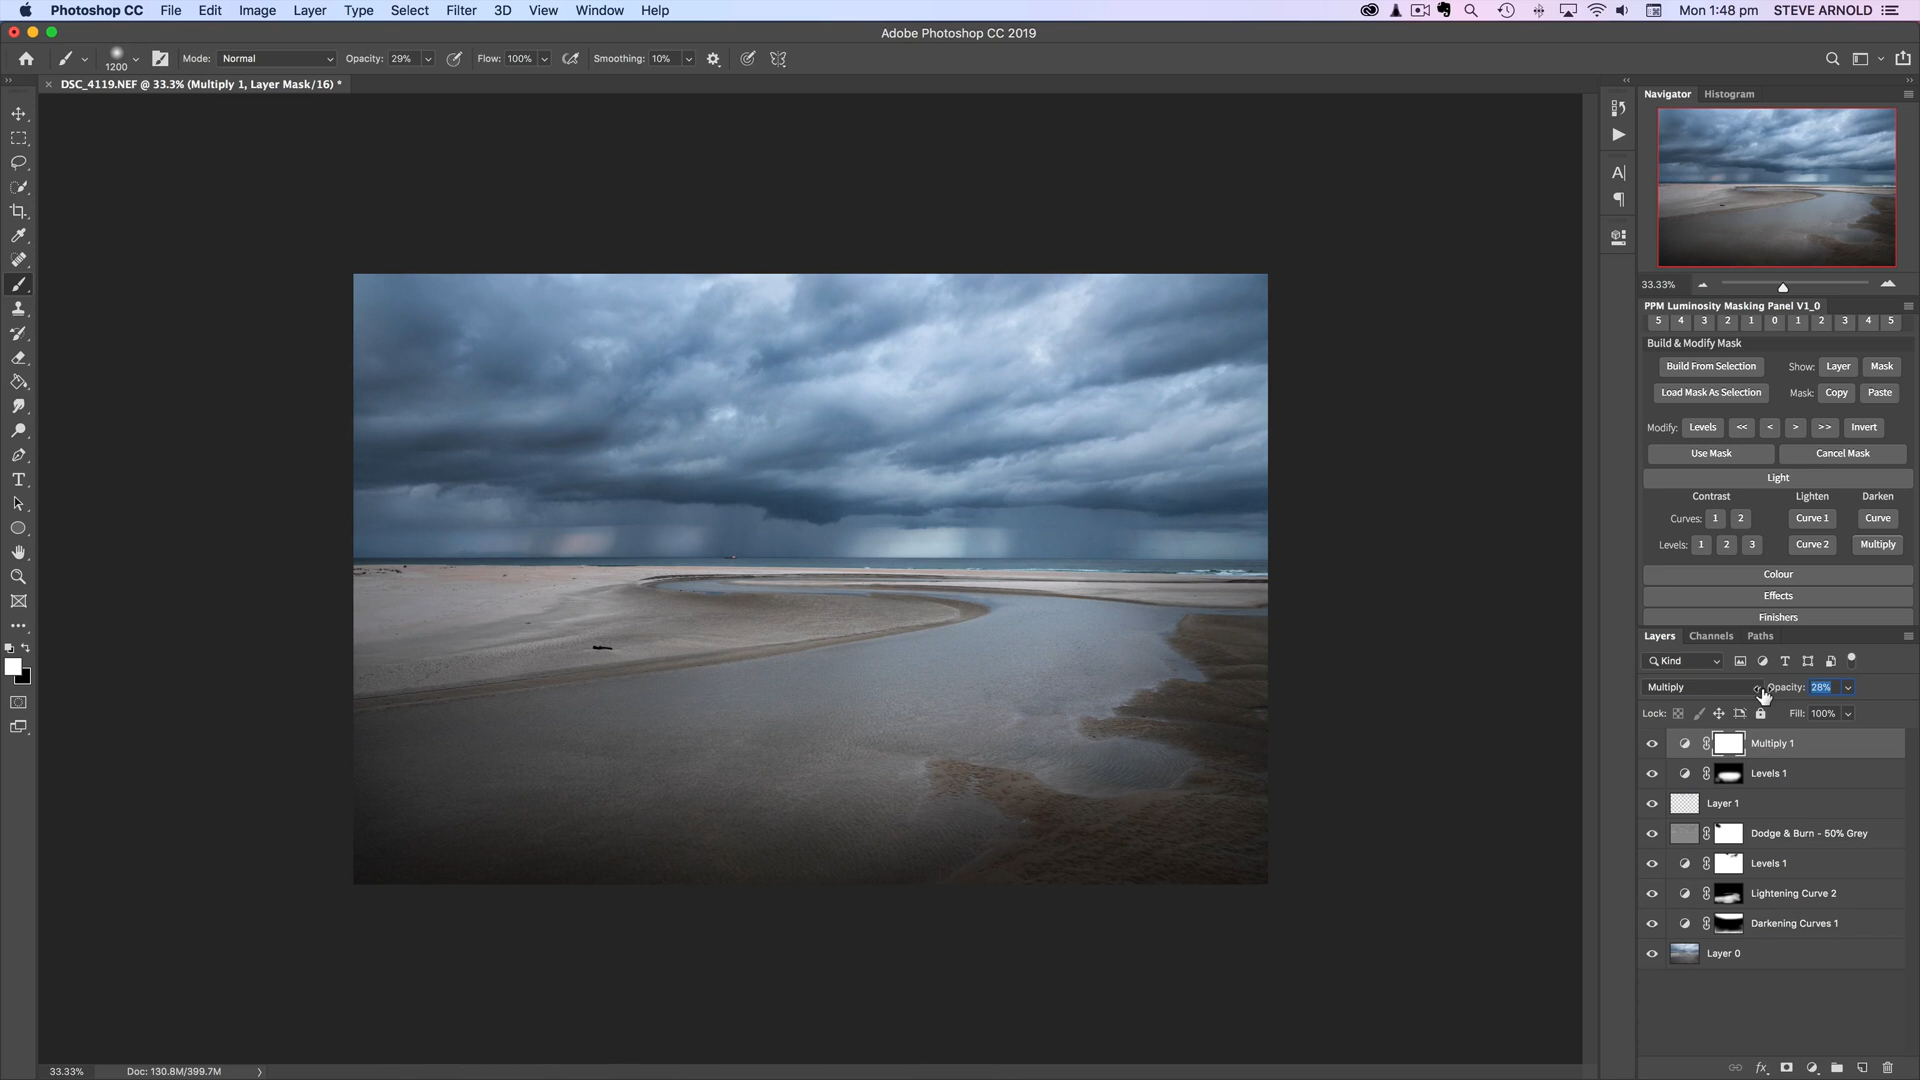 Photoshop CC File Edit Image Layer Type Select Filter 3D View Window Help Mon 1:48 pm STEVE ARNOLD
Adobe Photoshop CC 2019
1200 Mode: Normal Opacity: 29% Flow: 100% Smoothing: 10%
DSC_4119.NEF @ 33.3% (Multiply 1, Layer Mask/16) *
Navigator Histogram
33.33%
PPM Luminosity Masking Panel V1_0
5 4 3 2 1 0 1 2 3 4 5
Build & Modify Mask
Build From Selection Show: Layer Mask
Load Mask As Selection Mask: Copy Paste
Modify: Levels << < > >> Invert
Use Mask Cancel Mask
Light
Contrast Lighten Darken
Curves: 1 2 Curve 1 Curve
Levels: 1 2 3 Curve 2 Multiply
Colour
Effects
Finishers
Layers Channels Paths
Kind
Multiply Opacity: 28%
Lock: Fill: 100%
Multiply 1
Levels 1
Layer 1
Dodge & Burn - 50% Grey
Levels 1
Lightening Curve 2
Darkening Curves 1
Layer 0
33.33% Doc: 130.8M/399.7M